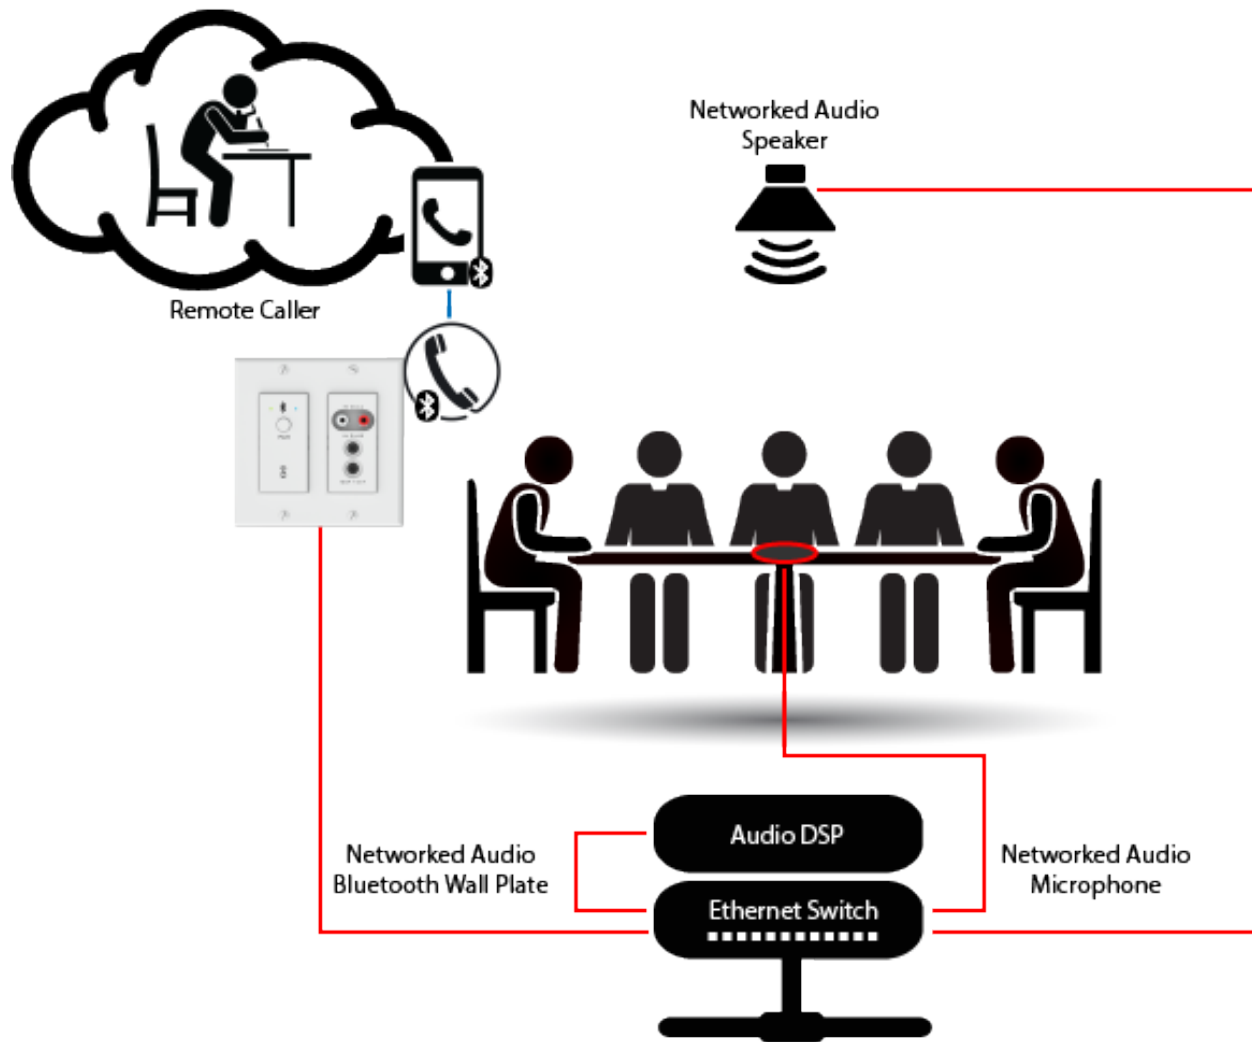 Networked Audio
Speaker
Remote Caller
Audio DSP
Networked Audio
Bluetooth Wall Plate
Ethernet Switch
Networked Audio
Microphone